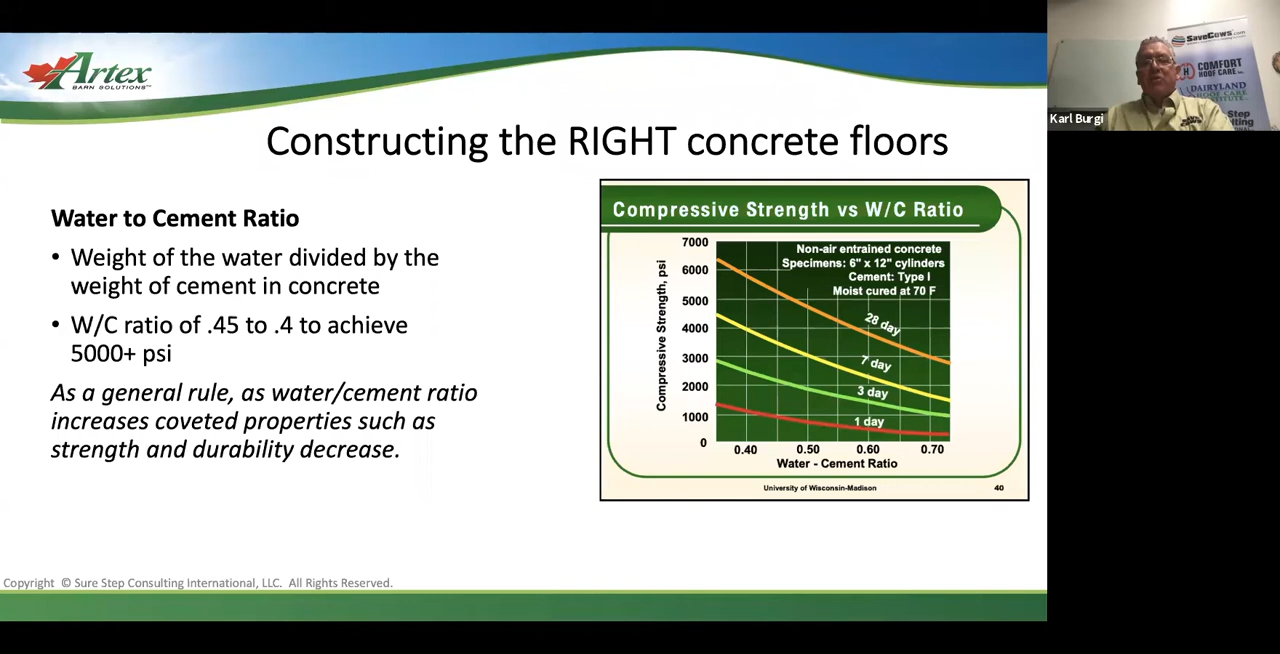 Artex
BARN SOLUTIONS
Constructing the RIGHT concrete floors
Water to Cement Ratio
• Weight of the water divided by the
weight of cement in concrete
• W/C ratio of .45 to .4 to achieve
5000+ psi
As a general rule, as water/cement ratio
increases coveted properties such as
strength and durability decrease.
Compressive Strength vs W/C Ratio
Non-air entrained concrete
Specimens: 6" x 12" cylinders
Cement: Type I
Moist cured at 70 F
Compressive Strength, psi
7000
6000
5000
4000
3000
2000
1000
0
28 day
7 day
3 day
1 day
0.40 0.50 0.60 0.70
Water - Cement Ratio
University of Wisconsin-Madison 40
Copyright © Sure Step Consulting International, LLC. All Rights Reserved.
SaveCows.com
COMFORT
HOOF CARE
DAIRYLAND
HOOF CARE
Step
Karl Burgi